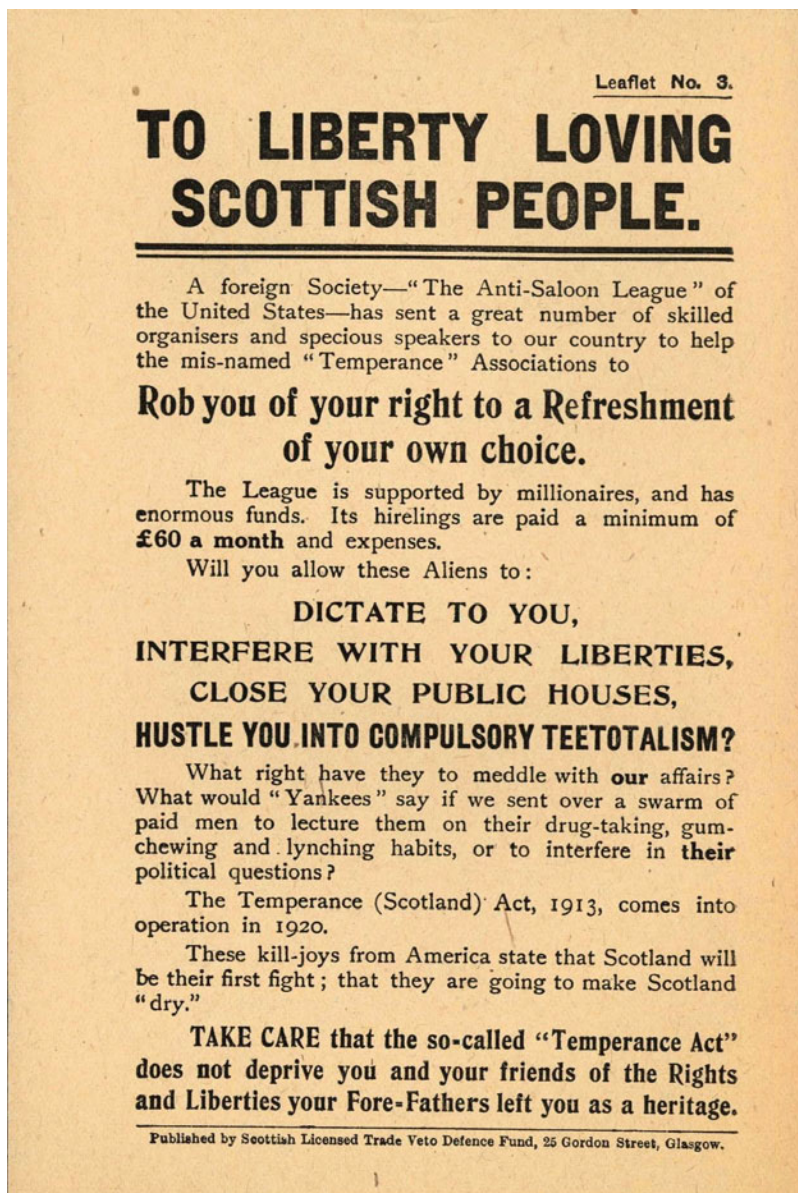 Leaflet No. 3.
TO LIBERTY LOVING
SCOTTISH PEOPLE.
A foreign Society—“The Anti-Saloon League” of
the United States—has sent a great number of skilled
organisers and specious speakers to our country to help
the mis-named “Temperance” Associations to
Rob you of your right to a Refreshment
of your own choice.
The League is supported by millionaires, and has
enormous funds. Its hirelings are paid a minimum of
£60 a month and expenses.
Will you allow these Aliens to:
DICTATE TO YOU,
INTERFERE WITH YOUR LIBERTIES,
CLOSE YOUR PUBLIC HOUSES,
HUSTLE YOU INTO COMPULSORY TEETOTALISM?
What right have they to meddle with our affairs?
What would “Yankees” say if we sent over a swarm of
paid men to lecture them on their drug-taking, gum-
chewing and lynching habits, or to interfere in their
political questions?
The Temperance (Scotland) Act, 1913, comes into
operation in 1920.
These kill-joys from America state that Scotland will
be their first fight; that they are going to make Scotland
“dry.”
TAKE CARE that the so-called “Temperance Act”
does not deprive you and your friends of the Rights
and Liberties your Fore-Fathers left you as a heritage.
Published by Scottish Licensed Trade Veto Defence Fund, 25 Gordon Street, Glasgow.